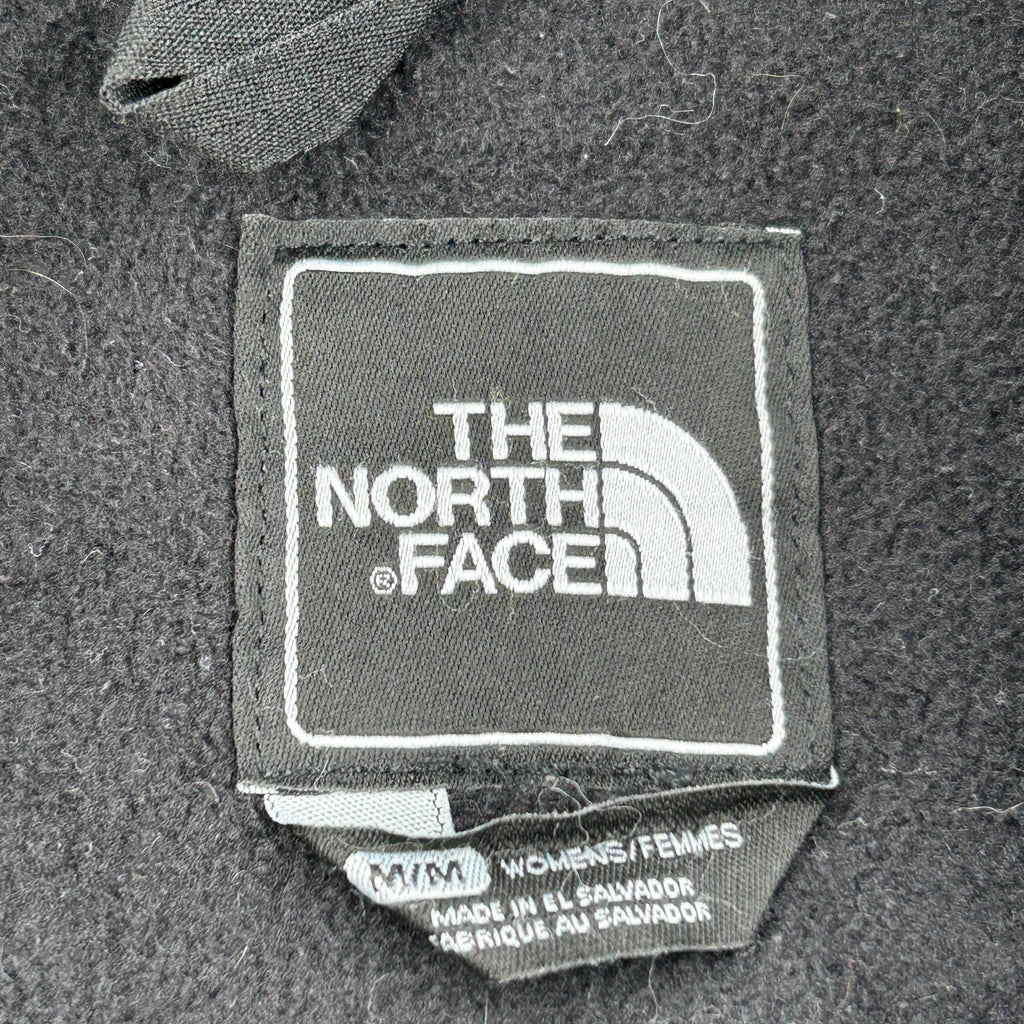 THE
NORTH
®FACE
M/M WOMENS/FEMMES
MADE IN EL SALVADOR
FABRIQUE AU SALVADOR